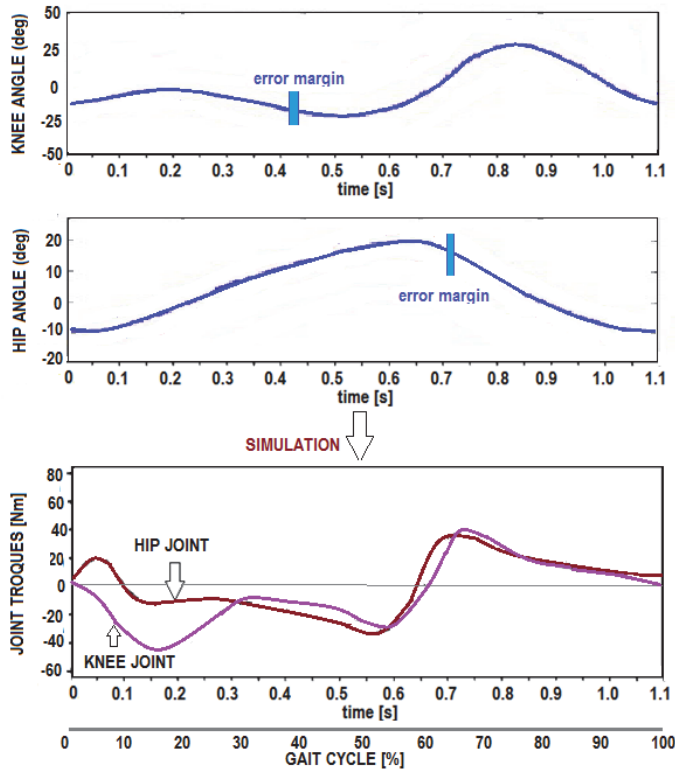 KNEE ANGLE (deg)
50
25
0
-25
-50
error margin
0 0.1 0.2 0.3 0.4 0.5 0.6 0.7 0.8 0.9 1.0 1.1
time [s]
HIP ANGLE (deg)
20
10
0
-10
-20
error margin
0 0.1 0.2 0.3 0.4 0.5 0.6 0.7 0.8 0.9 1.0 1.1
time [s]
SIMULATION
JOINT TROQUES [Nm]
80
60
40
20
0
-20
-40
-60
HIP JOINT
KNEE JOINT
0 0.1 0.2 0.3 0.4 0.5 0.6 0.7 0.8 0.9 1.0 1.1
time [s]
0 10 20 30 40 50 60 70 80 90 100
GAIT CYCLE [%]